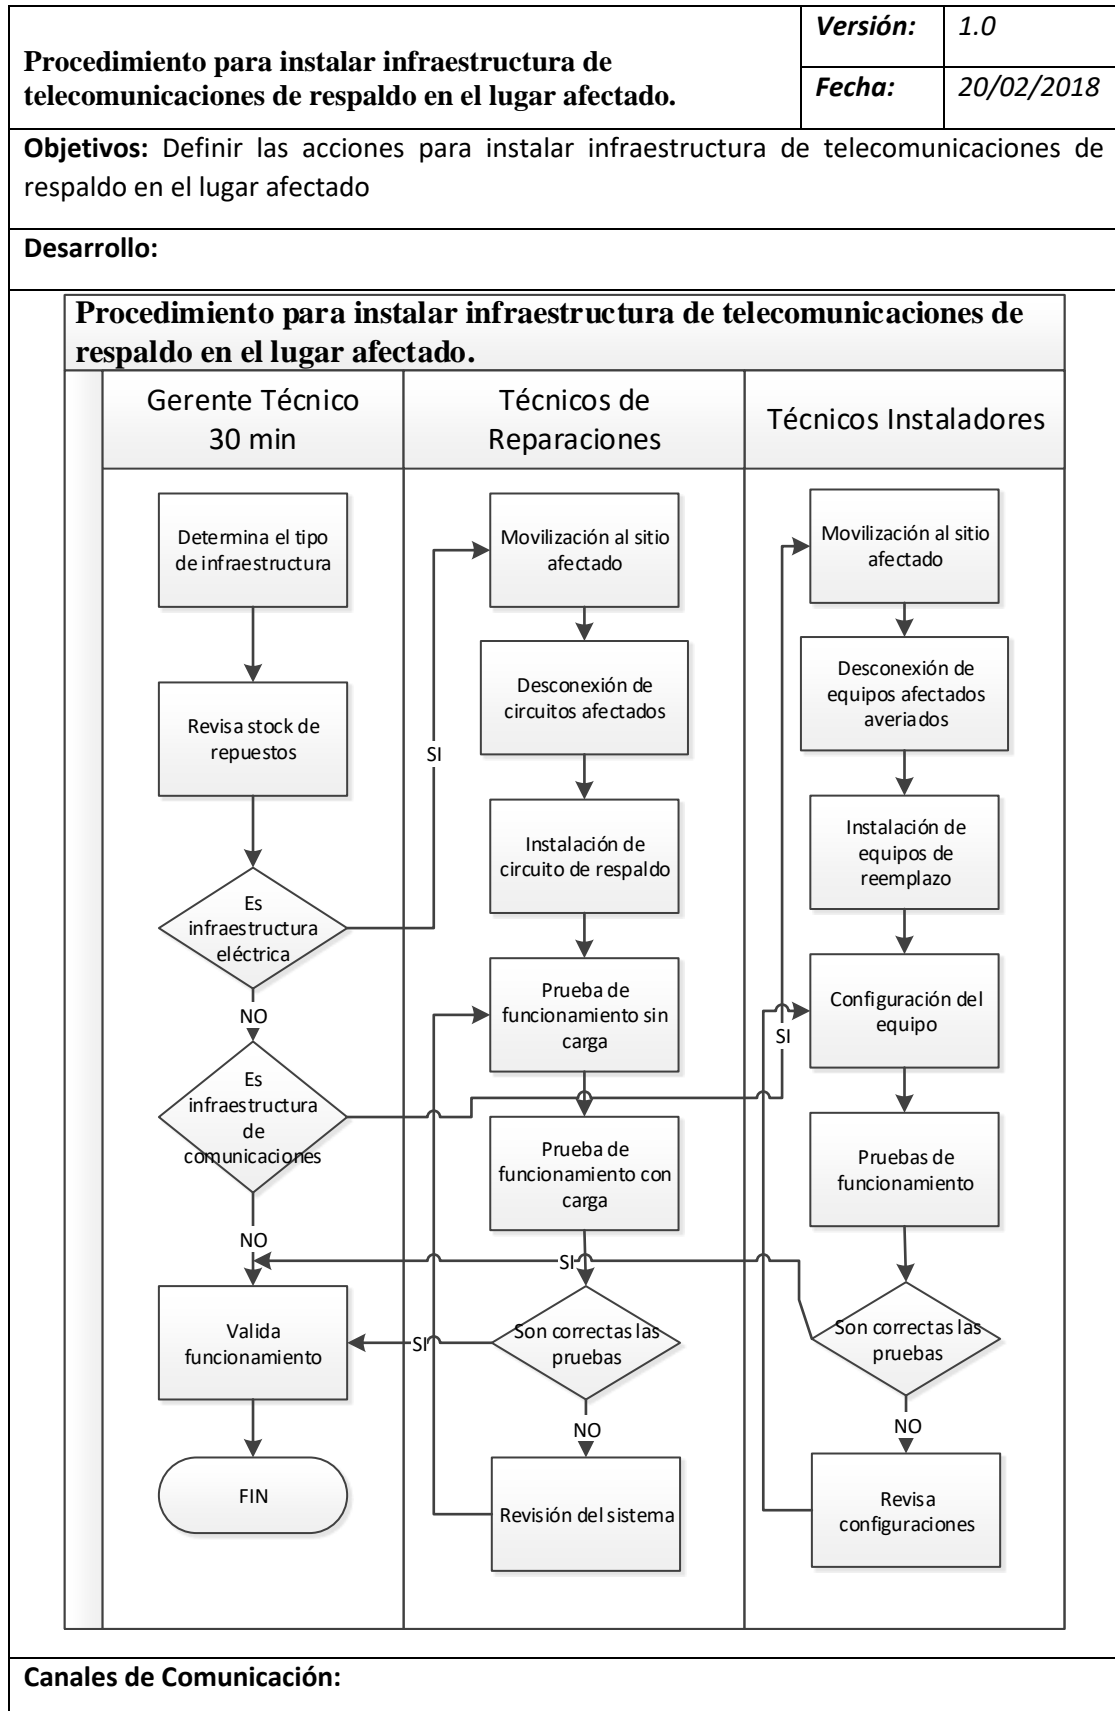 Procedimiento para instalar infraestructura de
telecomunicaciones de respaldo en el lugar afectado.
Versión:
1.0
Fecha:
20/02/2018
Objetivos: Definir las acciones para instalar infraestructura de telecomunicaciones de
respaldo en el lugar afectado
Desarrollo:
Procedimiento para instalar infraestructura de telecomunicaciones de
respaldo en el lugar afectado.
Gerente Técnico
30 min
Técnicos de
Reparaciones
Técnicos Instaladores
Determina el tipo
de infraestructura
Revisa stock de
repuestos
Es
infraestructura
eléctrica
NO
Es
infraestructura
de
comunicaciones
NO
Valida
funcionamiento
FIN
SI
Movilización al sitio
afectado
Desconexión de
circuitos afectados
Instalación de
circuito de respaldo
Prueba de
funcionamiento sin
carga
Prueba de
funcionamiento con
carga
SI
Son correctas las
pruebas
SI
NO
Revisión del sistema
Movilización al sitio
afectado
Desconexión de
equipos afectados
averiados
Instalación de
equipos de
reemplazo
Configuración del
equipo
SI
Pruebas de
funcionamiento
Son correctas las
pruebas
NO
Revisa
configuraciones
Canales de Comunicación: